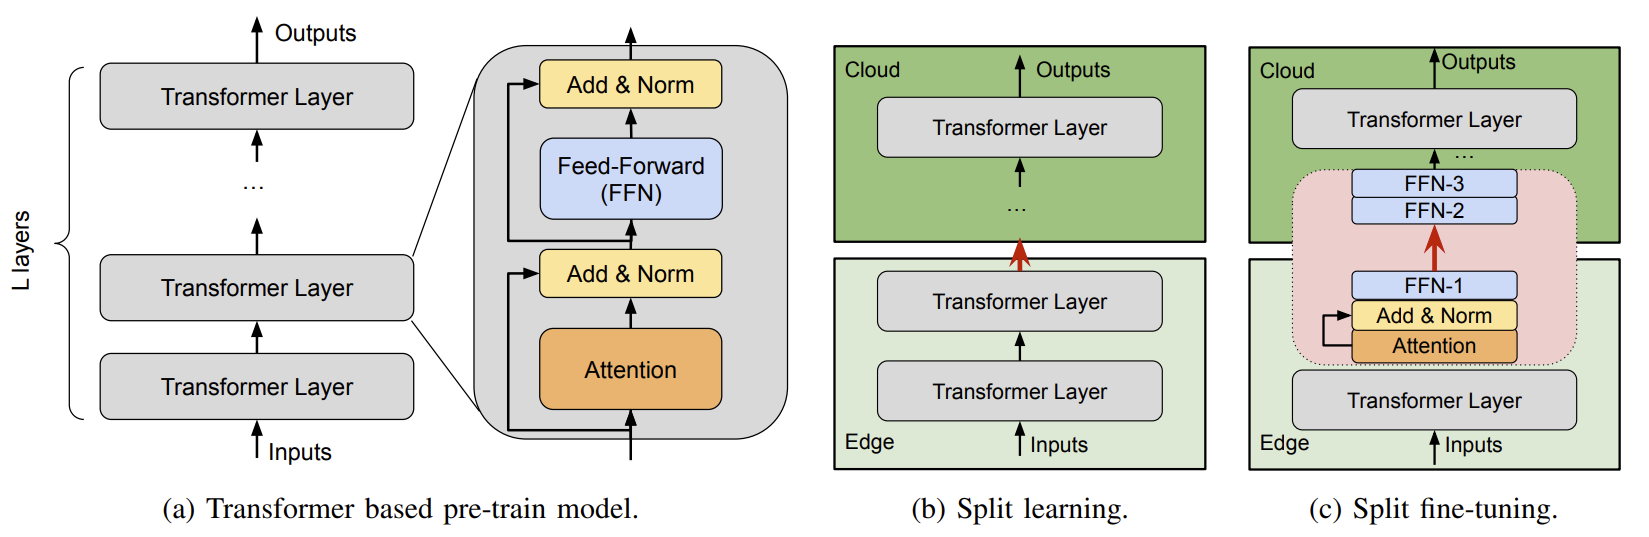 L layers
Outputs
Transformer Layer
...
Transformer Layer
Transformer Layer
Inputs
Add & Norm
Feed-Forward
(FFN)
Add & Norm
Attention
(a) Transformer based pre-train model.
Cloud
Outputs
Transformer Layer
...
Transformer Layer
Transformer Layer
Edge
Inputs
(b) Split learning.
Cloud
Outputs
Transformer Layer
...
FFN-3
FFN-2
FFN-1
Add & Norm
Attention
Transformer Layer
Edge
Inputs
(c) Split fine-tuning.